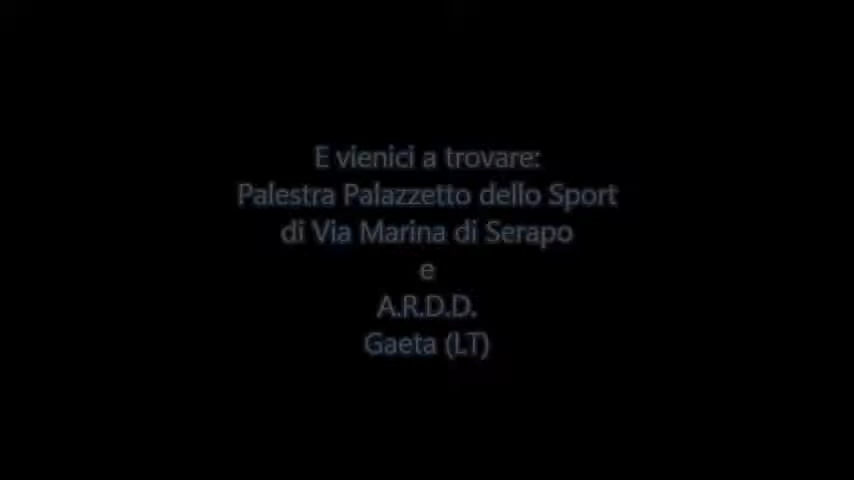 E vienici a trovare:
Palestra Palazzetto dello Sport
di Via Marina di Serapo
e
A.R.D.D.
Gaeta (LT)